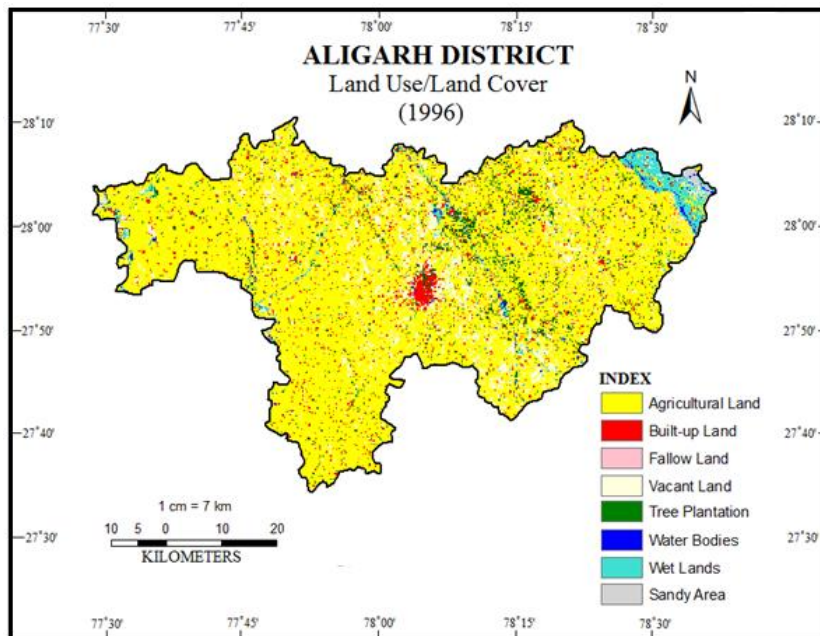 77˚30' 77˚45' 78˚00' 78˚15' 78˚30'
ALIGARH DISTRICT
Land Use/Land Cover
(1996)
N
28˚10' 28˚10'
28˚00' 28˚00'
27˚50' 27˚50'
27˚40' 27˚40'
27˚30' 27˚30'
INDEX
Agricultural Land
Built-up Land
Fallow Land
Vacant Land
Tree Plantation
Water Bodies
Wet Lands
Sandy Area
1 cm = 7 km
10 5 0 10 20
KILOMETERS
77˚30' 77˚45' 78˚00' 78˚15' 78˚30'